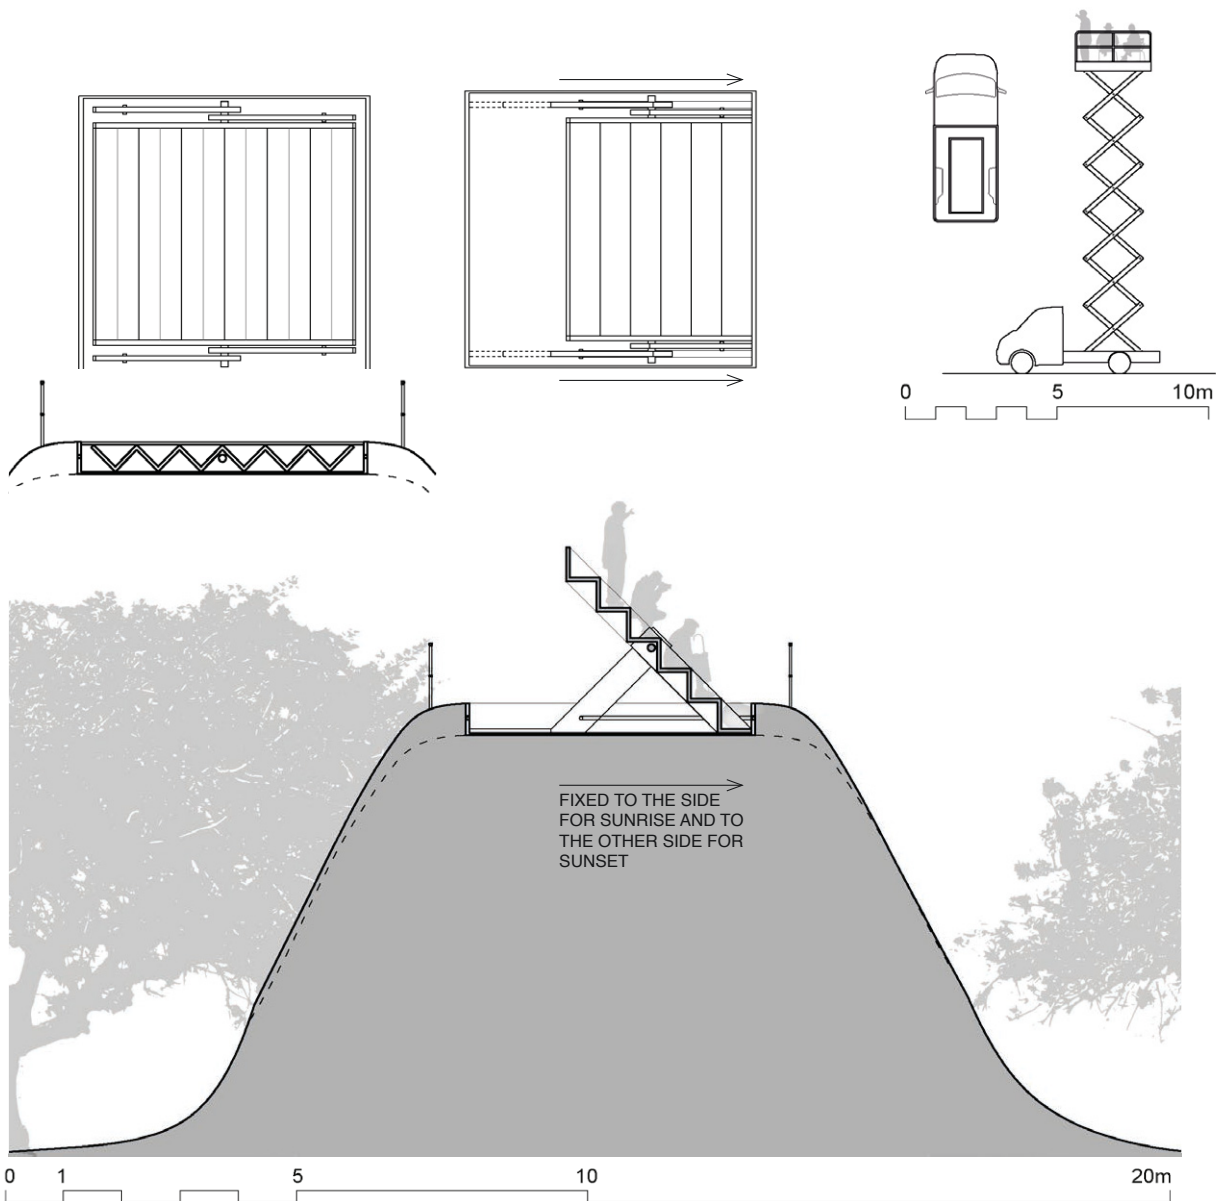 0 5 10m
FIXED TO THE SIDE
FOR SUNRISE AND TO
THE OTHER SIDE FOR
SUNSET
0 1 5 10 20m